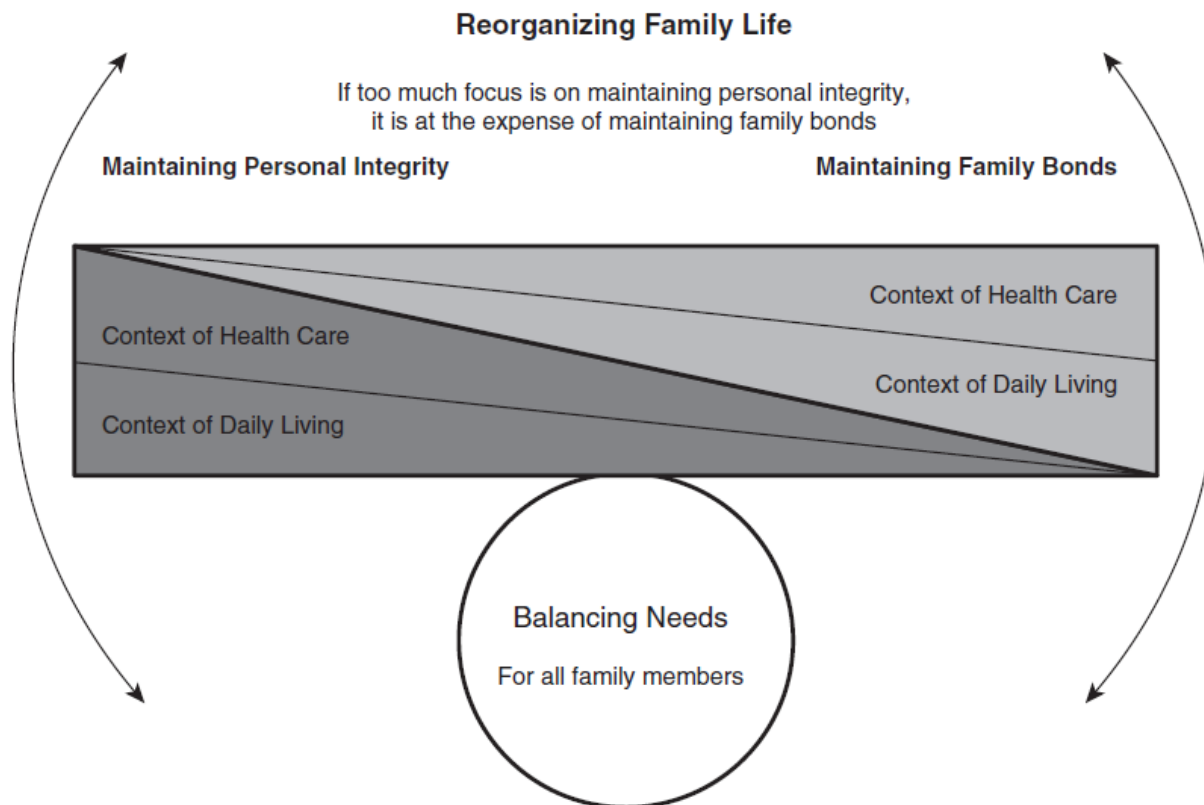 Reorganizing Family Life
If too much focus is on maintaining personal integrity,
it is at the expense of maintaining family bonds
Maintaining Personal Integrity
Maintaining Family Bonds
Context of Health Care
Context of Health Care
Context of Daily Living
Context of Daily Living
Balancing Needs
For all family members